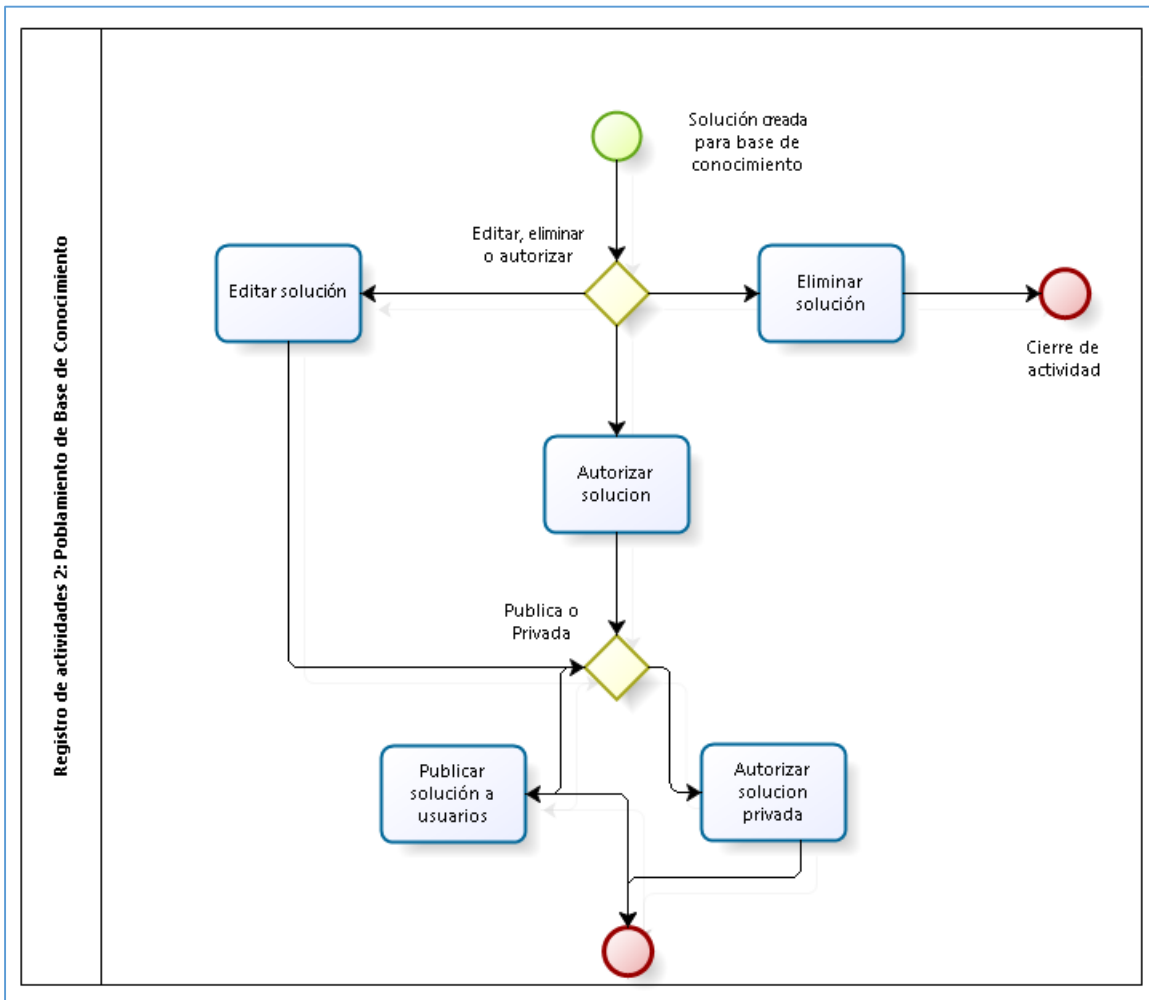 Registro de actividades 2: Poblamiento de Base de Conocimiento
Solución creada
para base de
conocimiento
Editar, eliminar
o autorizar
Editar solución
Eliminar
solución
Cierre de
actividad
Autorizar
solucion
Publica o
Privada
Publicar
solución a
usuarios
Autorizar
solucion
privada